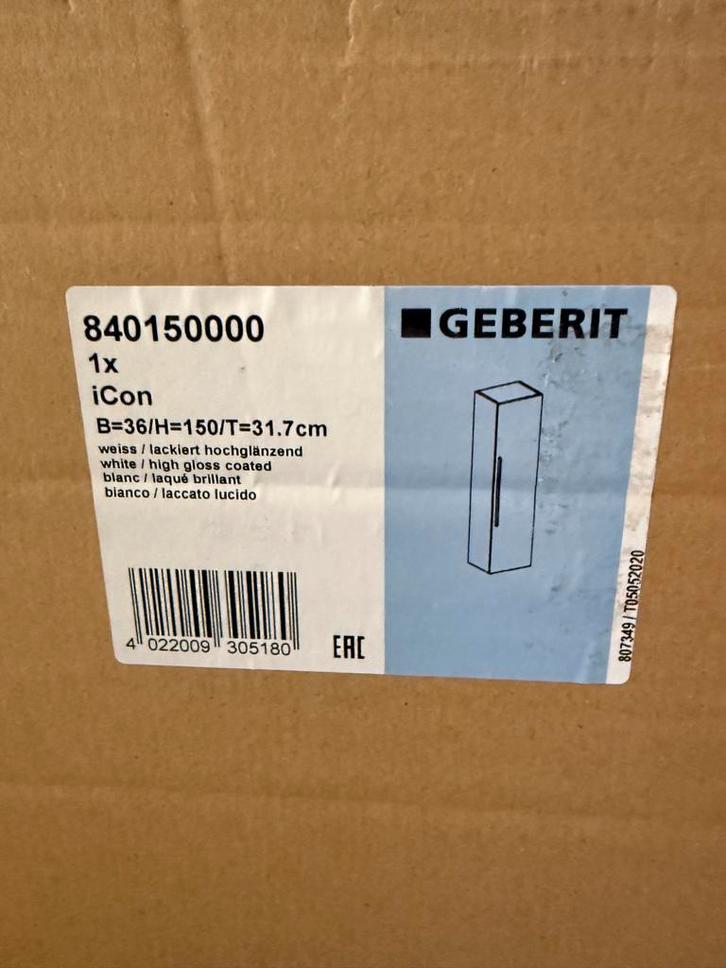 840150000
1x
iCon
B=36/H=150/T=31.7cm
weiss / lackiert hochglänzend
white / high gloss coated
blanc / laqué brillant
bianco / laccato lucido
4 022009 305180
EAC
GEBERIT
807349 / T05052020